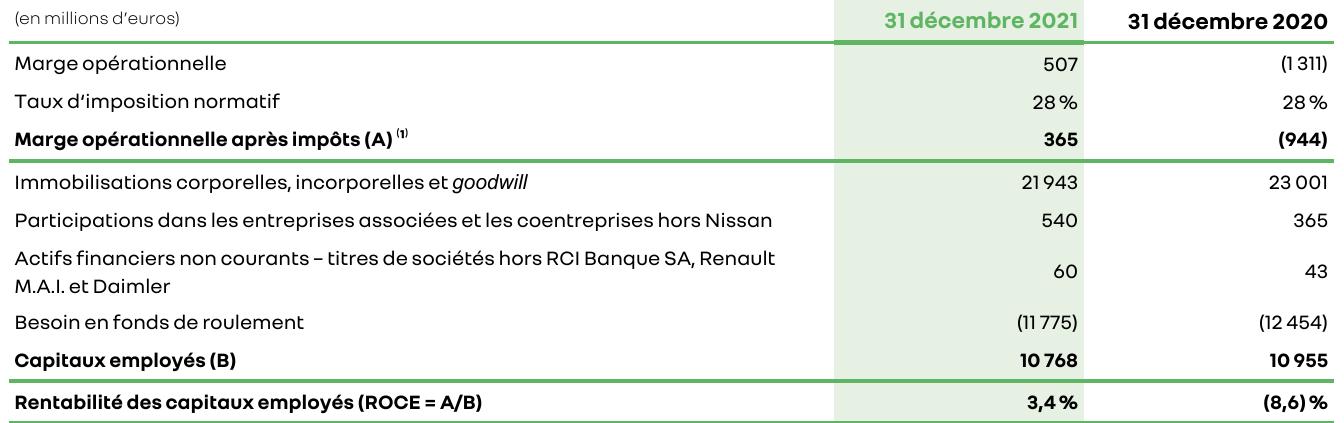 (en millions d'euros) 31 décembre 2021 31 décembre 2020
Marge opérationnelle 507 (1 311)
Taux d'imposition normatif 28 % 28 %
Marge opérationnelle après impôts (A) (1) 365 (944)
Immobilisations corporelles, incorporelles et goodwill 21 943 23 001
Participations dans les entreprises associées et les coentreprises hors Nissan 540 365
Actifs financiers non courants – titres de sociétés hors RCI Banque SA, Renault
M.A.I. et Daimler 60 43
Besoin en fonds de roulement (11 775) (12 454)
Capitaux employés (B) 10 768 10 955
Rentabilité des capitaux employés (ROCE = A/B) 3,4 % (8,6) %